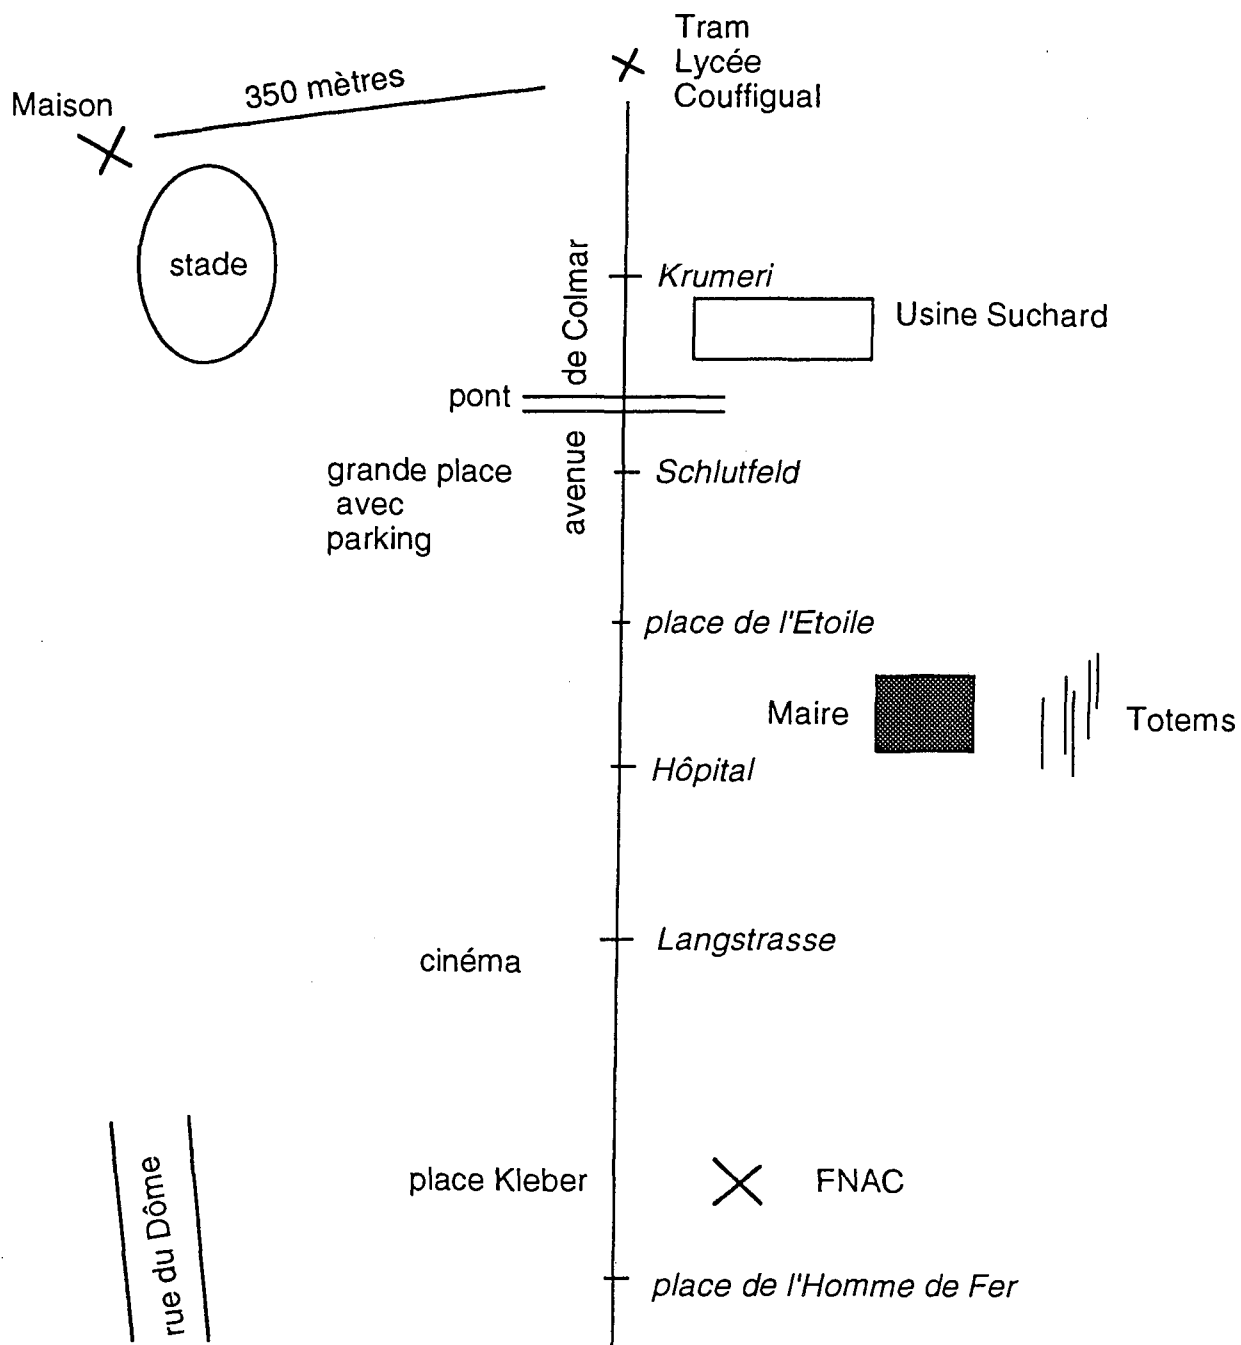 Tram
Lycée
Couffigual
350 mètres
Maison
stade
avenue de Colmar
Krumeri
Usine Suchard
pont
grande place
avec
parking
Schlutfeld
place de l'Etoile
Maire
Totems
Hôpital
Langstrasse
cinéma
rue du Dôme
place Kleber
FNAC
place de l'Homme de Fer